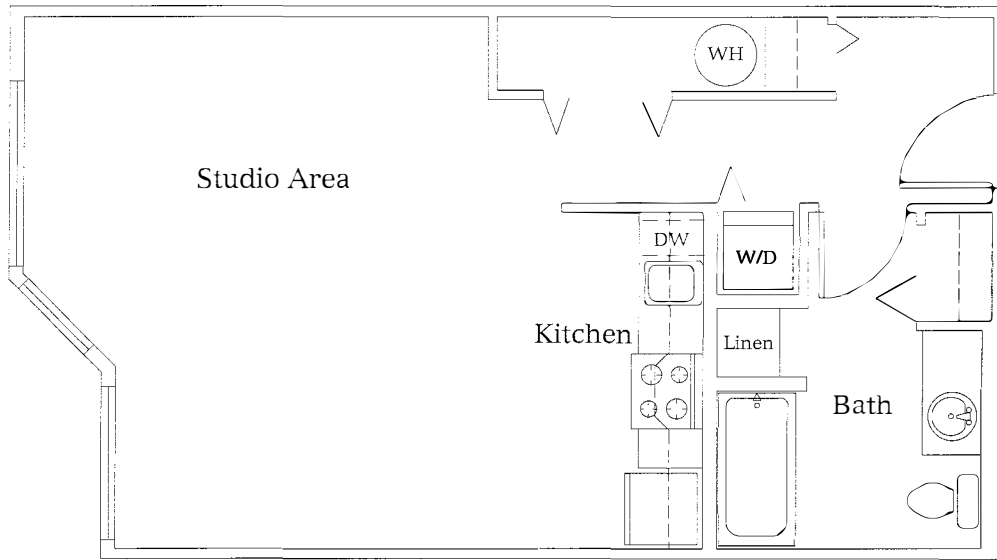 WH
Studio Area
DW
W/D
Kitchen
Linen
Bath